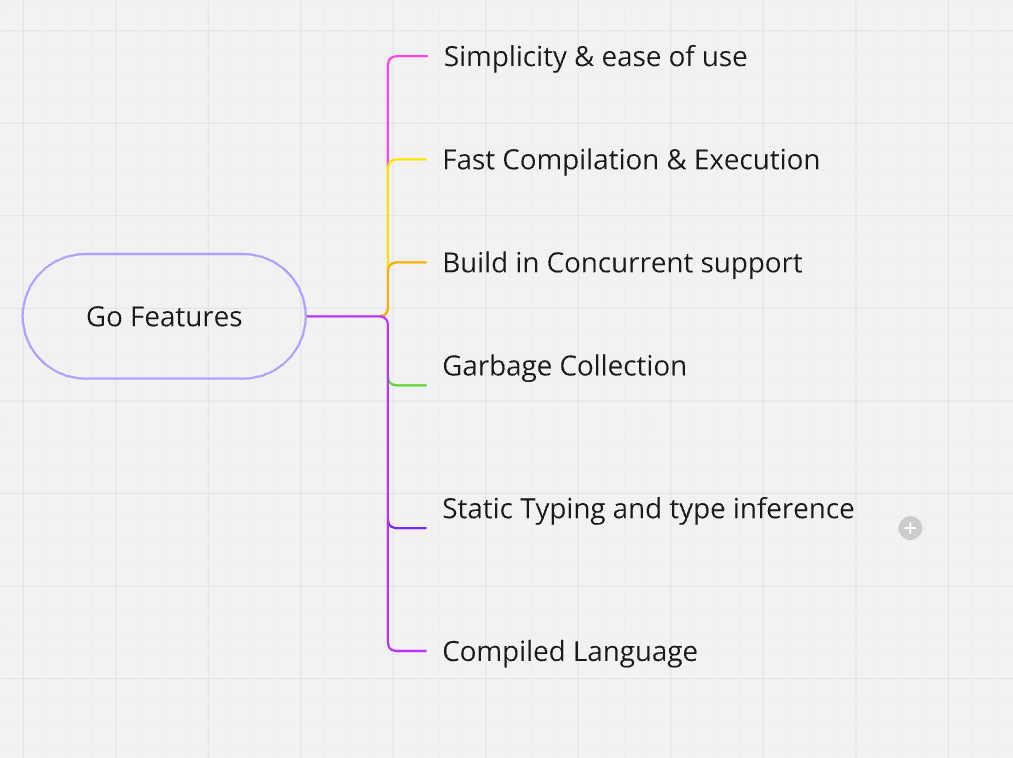 Simplicity & ease of use
Fast Compilation & Execution
Build in Concurrent support
Go Features
Garbage Collection
Static Typing and type inference
Compiled Language